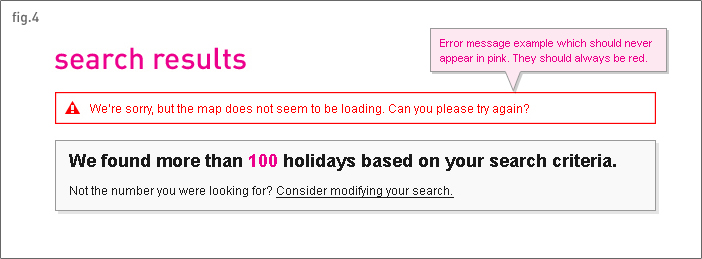 fig.4
search results
Error message example which should never
appear in pink. They should always be red.
We're sorry, but the map does not seem to be loading. Can you please try again?
We found more than 100 holidays based on your search criteria.
Not the number you were looking for? Consider modifying your search.